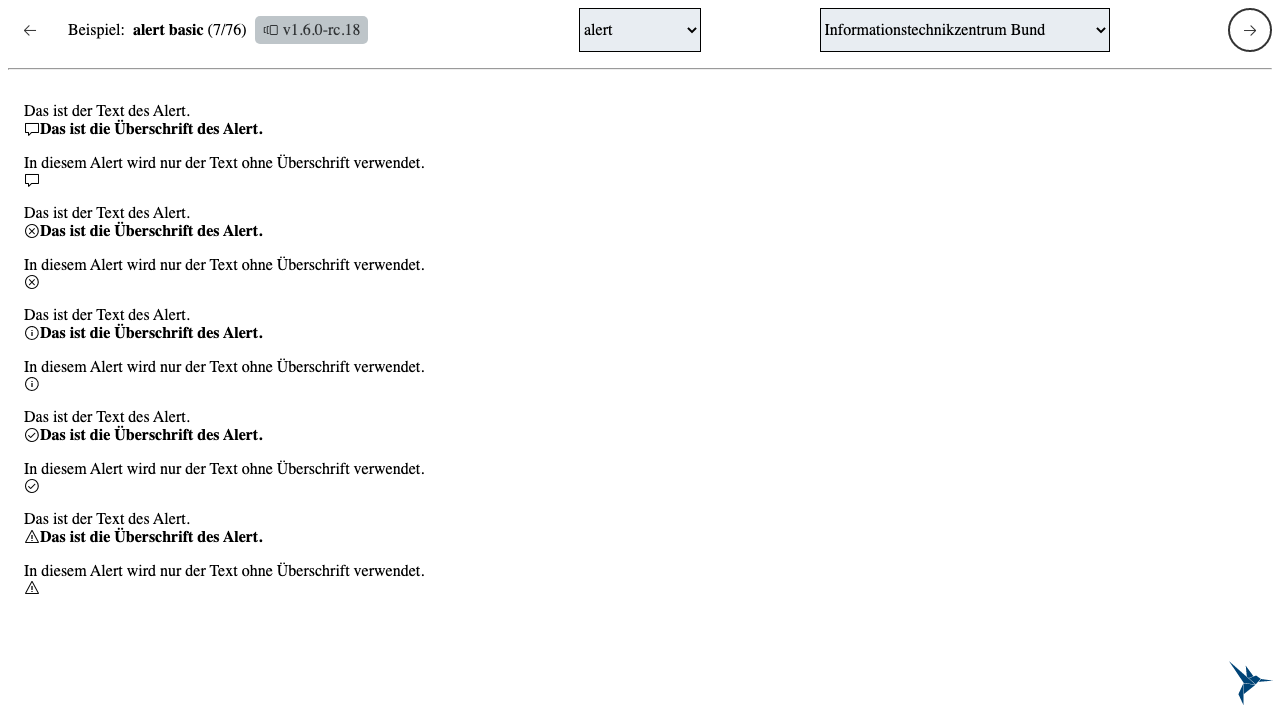 Beispiel: alert basic (7/76) v1.6.0-rc.18 alert Informationstechnikzentrum Bund
Das ist der Text des Alert.
Das ist die Überschrift des Alert.
In diesem Alert wird nur der Text ohne Überschrift verwendet.
Das ist der Text des Alert.
Das ist die Überschrift des Alert.
In diesem Alert wird nur der Text ohne Überschrift verwendet.
Das ist der Text des Alert.
Das ist die Überschrift des Alert.
In diesem Alert wird nur der Text ohne Überschrift verwendet.
Das ist der Text des Alert.
Das ist die Überschrift des Alert.
In diesem Alert wird nur der Text ohne Überschrift verwendet.
Das ist der Text des Alert.
Das ist die Überschrift des Alert.
In diesem Alert wird nur der Text ohne Überschrift verwendet.